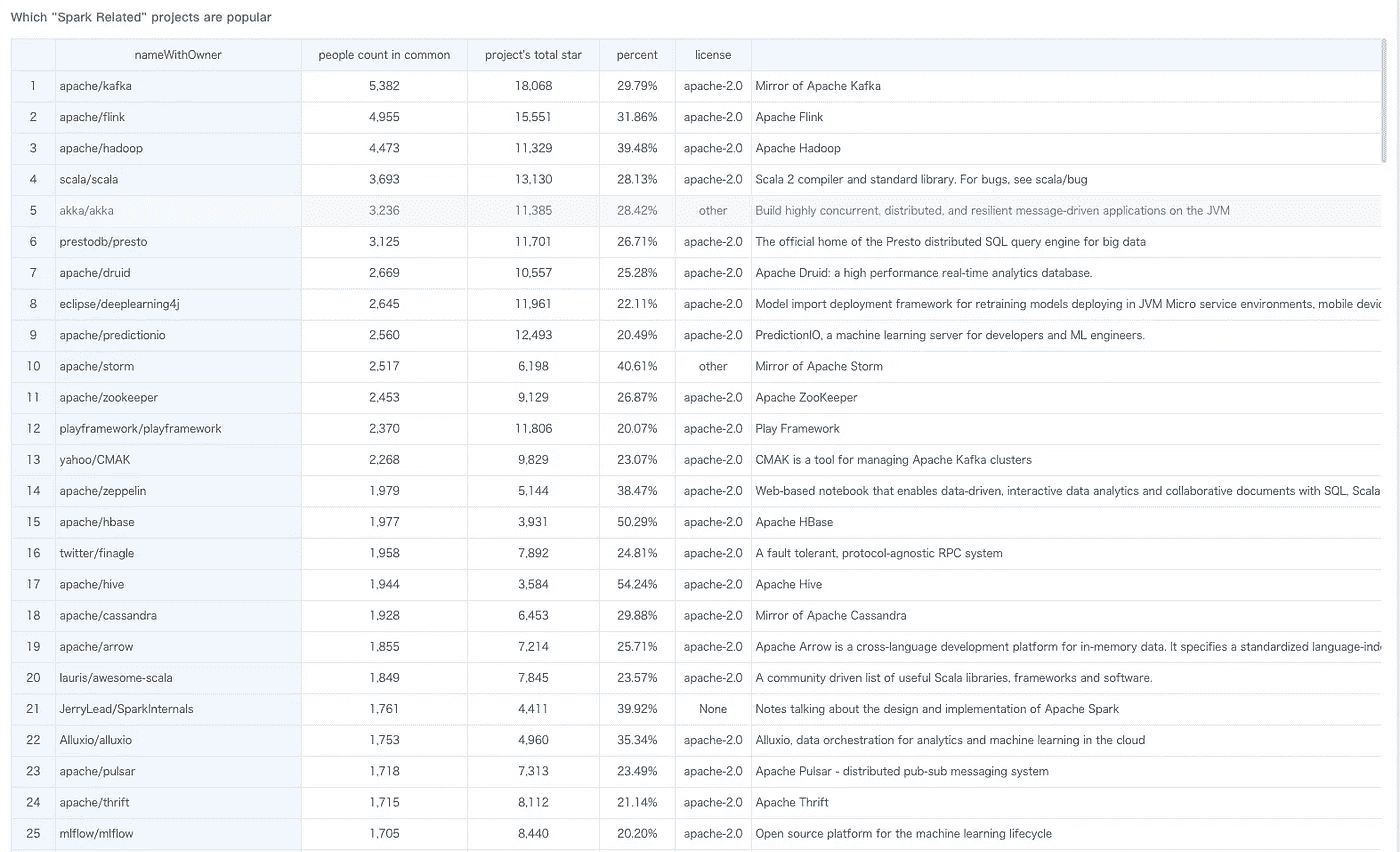 Which "Spark Related" projects are popular
nameWithOwner people count in common project's total star percent license
1 apache/kafka 5,382 18,068 29.79% apache-2.0 Mirror of Apache Kafka
2 apache/flink 4,955 15,551 31.86% apache-2.0 Apache Flink
3 apache/hadoop 4,473 11,329 39.48% apache-2.0 Apache Hadoop
4 scala/scala 3,693 13,130 28.13% apache-2.0 Scala 2 compiler and standard library. For bugs, see scala/bug
5 akka/akka 3,236 11,385 28.42% other Build highly concurrent, distributed, and resilient message-driven applications on the JVM
6 prestodb/presto 3,125 11,701 26.71% apache-2.0 The official home of the Presto distributed SQL query engine for big data
7 apache/druid 2,669 10,557 25.28% apache-2.0 Apache Druid: a high performance real-time analytics database.
8 eclipse/deeplearning4j 2,645 11,961 22.11% apache-2.0 Model import deployment framework for retraining models deploying in JVM Micro service environments, mobile devic
9 apache/predictionio 2,560 12,493 20.49% apache-2.0 PredictionIO, a machine learning server for developers and ML engineers.
10 apache/storm 2,517 6,198 40.61% other Mirror of Apache Storm
11 apache/zookeeper 2,453 9,129 26.87% apache-2.0 Apache ZooKeeper
12 playframework/playframework 2,370 11,806 20.07% apache-2.0 Play Framework
13 yahoo/CMAK 2,268 9,829 23.07% apache-2.0 CMAK is a tool for managing Apache Kafka clusters
14 apache/zeppelin 1,979 5,144 38.47% apache-2.0 Web-based notebook that enables data-driven, interactive data analytics and collaborative documents with SQL, Scala
15 apache/hbase 1,977 3,931 50.29% apache-2.0 Apache HBase
16 twitter/finagle 1,958 7,892 24.81% apache-2.0 A fault tolerant, protocol-agnostic RPC system
17 apache/hive 1,944 3,584 54.24% apache-2.0 Apache Hive
18 apache/cassandra 1,928 6,453 29.88% apache-2.0 Mirror of Apache Cassandra
19 apache/arrow 1,855 7,214 25.71% apache-2.0 Apache Arrow is a cross-language development platform for in-memory data. It specifies a standardized language-ind
20 lauris/awesome-scala 1,849 7,845 23.57% apache-2.0 A community driven list of useful Scala libraries, frameworks and software.
21 JerryLead/SparkInternals 1,761 4,411 39.92% None Notes talking about the design and implementation of Apache Spark
22 Alluxio/alluxio 1,753 4,960 35.34% apache-2.0 Alluxio, data orchestration for analytics and machine learning in the cloud
23 apache/pulsar 1,718 7,313 23.49% apache-2.0 Apache Pulsar - distributed pub-sub messaging system
24 apache/thrift 1,715 8,112 21.14% apache-2.0 Apache Thrift
25 mlflow/mlflow 1,705 8,440 20.20% apache-2.0 Open source platform for the machine learning lifecycle